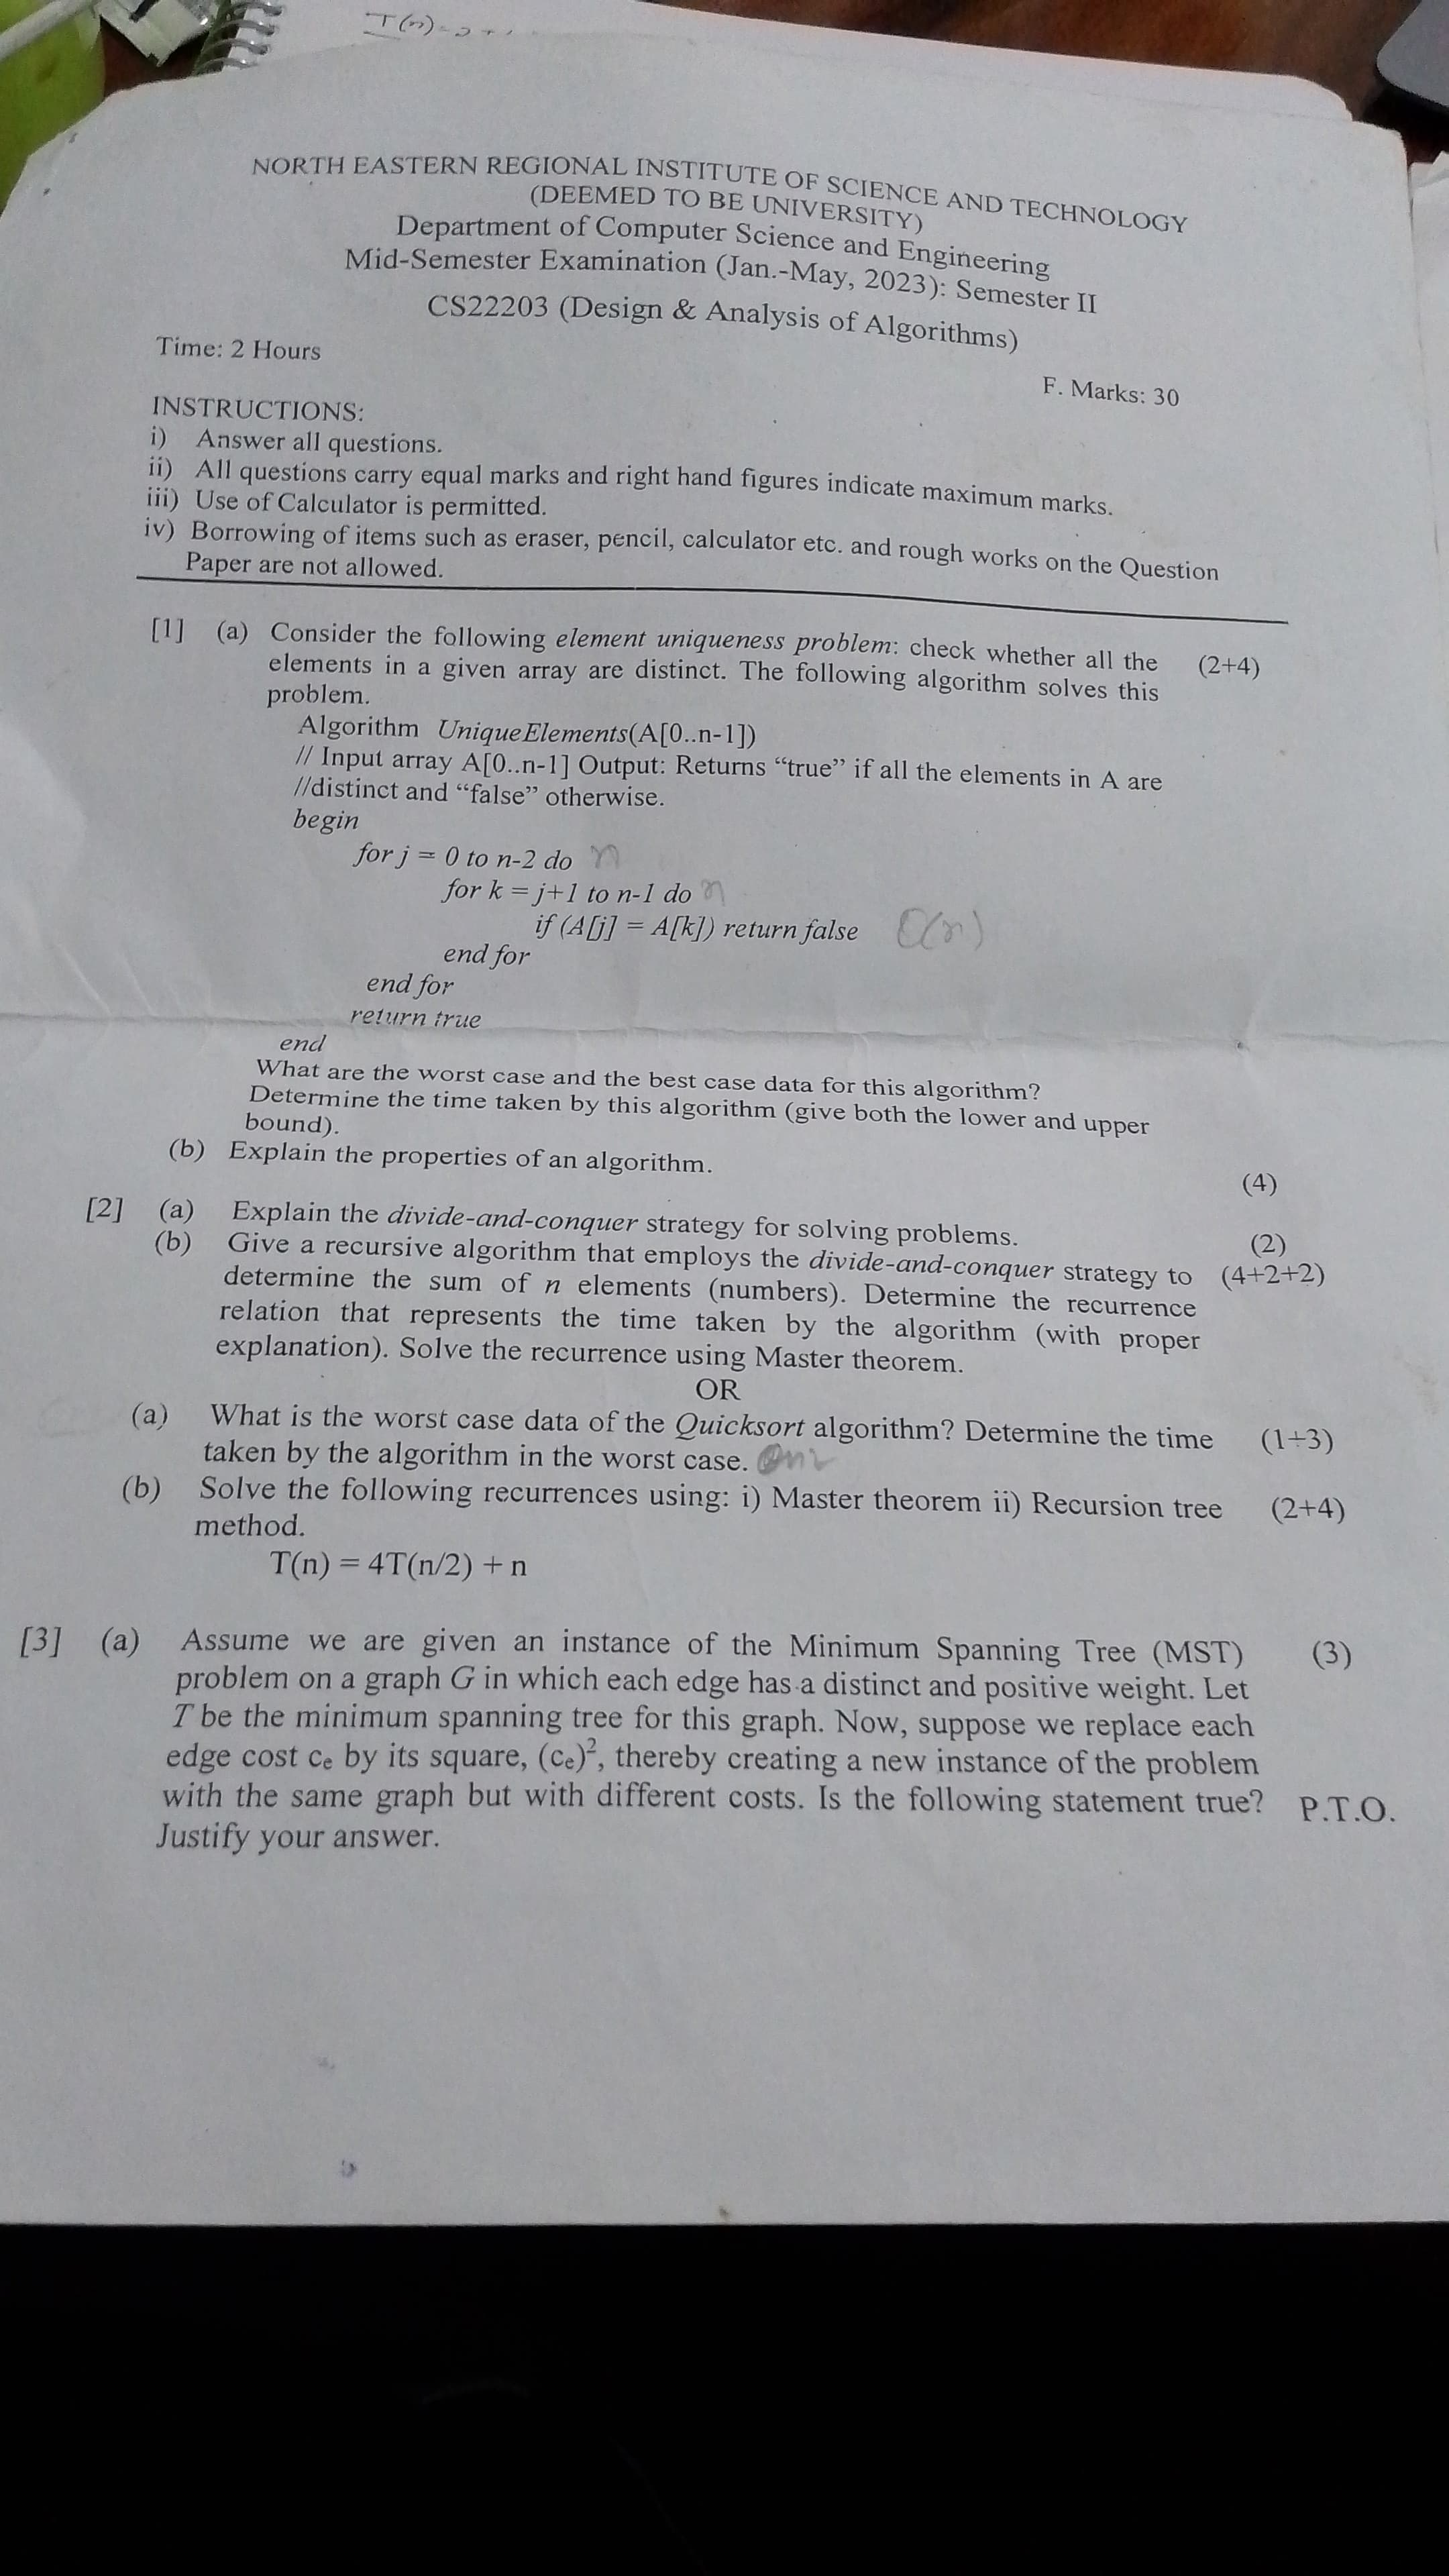 T(n)=2+
NORTH EASTERN REGIONAL INSTITUTE OF SCIENCE AND TECHNOLOGY
(DEEMED TO BE UNIVERSITY)
Department of Computer Science and Engineering
Mid-Semester Examination (Jan.-May, 2023): Semester II
CS22203 (Design & Analysis of Algorithms)
Time: 2 Hours
F. Marks: 30
INSTRUCTIONS:
i) Answer all questions.
ii) All questions carry equal marks and right hand figures indicate maximum marks.
iii) Use of Calculator is permitted.
iv) Borrowing of items such as eraser, pencil, calculator etc. and rough works on the Question
Paper are not allowed.
[1] (a) Consider the following element uniqueness problem: check whether all the (2+4)
elements in a given array are distinct. The following algorithm solves this
problem.
Algorithm UniqueElements(A[0..n-1])
// Input array A[0..n-1] Output: Returns “true” if all the elements in A are
//distinct and “false” otherwise.
begin
for j = 0 to n-2 do n
for k = j+1 to n-1 do n
if (A[j] = A[k]) return false O(n)
end for
end for
return true
end
What are the worst case and the best case data for this algorithm?
Determine the time taken by this algorithm (give both the lower and upper
bound).
(b) Explain the properties of an algorithm. (4)
[2] (a) Explain the divide-and-conquer strategy for solving problems. (2)
(b) Give a recursive algorithm that employs the divide-and-conquer strategy to (4+2+2)
determine the sum of n elements (numbers). Determine the recurrence
relation that represents the time taken by the algorithm (with proper
explanation). Solve the recurrence using Master theorem.
OR
(a) What is the worst case data of the Quicksort algorithm? Determine the time (1+3)
taken by the algorithm in the worst case.
(b) Solve the following recurrences using: i) Master theorem ii) Recursion tree (2+4)
method.
T(n) = 4T(n/2) + n
[3] (a) Assume we are given an instance of the Minimum Spanning Tree (MST) (3)
problem on a graph G in which each edge has a distinct and positive weight. Let
T be the minimum spanning tree for this graph. Now, suppose we replace each
edge cost cₑ by its square, (cₑ)², thereby creating a new instance of the problem
with the same graph but with different costs. Is the following statement true? P.T.O.
Justify your answer.